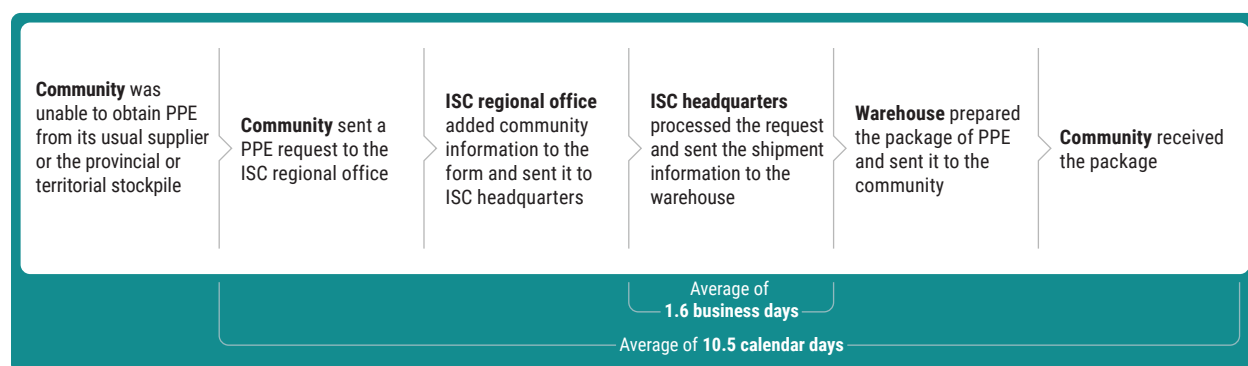 Community was
unable to obtain PPE
from its usual supplier
or the provincial or
territorial stockpile
Community sent a
PPE request to the
ISC regional office
ISC regional office
added community
information to the
form and sent it to
ISC headquarters
ISC headquarters
processed the request
and sent the shipment
information to the
warehouse
Warehouse prepared
the package of PPE
and sent it to the
community
Community received
the package
Average of
1.6 business days
Average of 10.5 calendar days